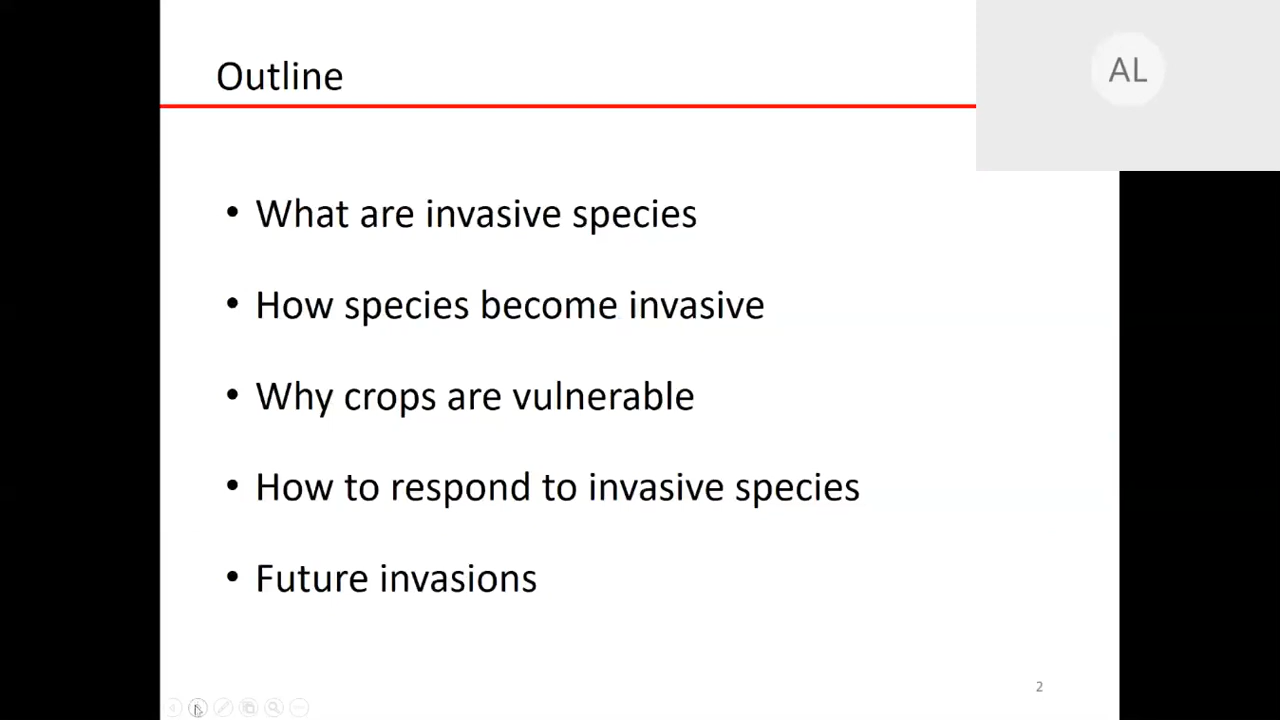 Outline
AL
• What are invasive species
• How species become invasive
• Why crops are vulnerable
• How to respond to invasive species
• Future invasions
2